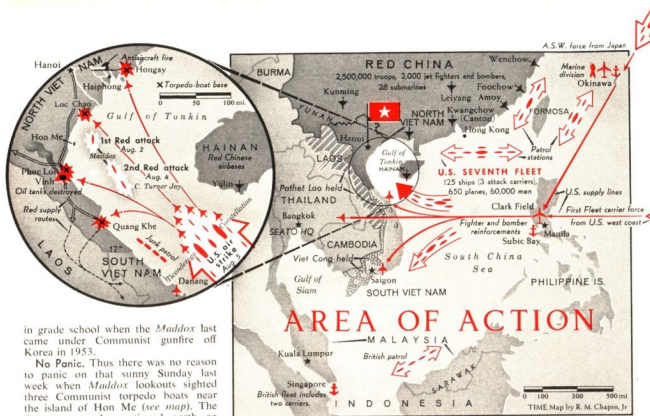 A.S.W. force from Japan
RED CHINA
2,500,000 troops, 2,000 jet fighters and bombers,
28 submarines
BURMA
Kunming
YUNAN
Wenchow
Foochow
Amoy
Leiyang
Kwangchow
(Canton)
Hong Kong
FORMOSA
Marine
division
Okinawa
Patrol
stations
NORTH
VIET NAM
Hanoi
LAOS
Gulf of
Tonkin
HAINAN
U.S. SEVENTH FLEET
125 ships (3 attack carriers),
650 planes, 60,000 men
Pathet Lao held
THAILAND
Bangkok
SEATO HQ
CAMBODIA
Viet Cong held
Gulf of
Siam
Saigon
SOUTH VIET NAM
Clark Field
U.S. supply lines
First Fleet carrier force
from U.S. west coast
Fighter and bomber
reinforcements
Subic Bay
Manila
South China
Sea
PHILIPPINE IS.
AREA OF ACTION
MALAYSIA
Kuala Lumpur
British patrol
SARAWAK
Singapore
British fleet includes
two carriers.
INDONESIA
0 500 mi.
TIME Map by R. M. Chapin, Jr
Hanoi
NORTH VIET NAM
Antiaircraft fire
Hongay
Haiphong
Torpedo-boat base
0 50 100 mi.
Loc Chao
Gulf of Tonkin
Hon Me
1st Red attack
Aug. 2
Maddox
2nd Red attack
Aug. 4
C. Turner Joy
HAINAN
Red Chinese
airbases
Yulin
Phuc Loi
Vinh
Oil tanks destroyed
Red supply
routes
Quang Khe
Junk patrol
17°
SOUTH
VIET NAM
LAOS
Ticonderoga
Constellation
U.S. air
strike
Aug. 5
Danang
in grade school when the Maddox last
came under Communist gunfire off
Korea in 1953.
No Panic. Thus there was no reason
to panic on that sunny Sunday last
week when Maddox lookouts sighted
three Communist torpedo boats near
the island of Hon Me (see map). The